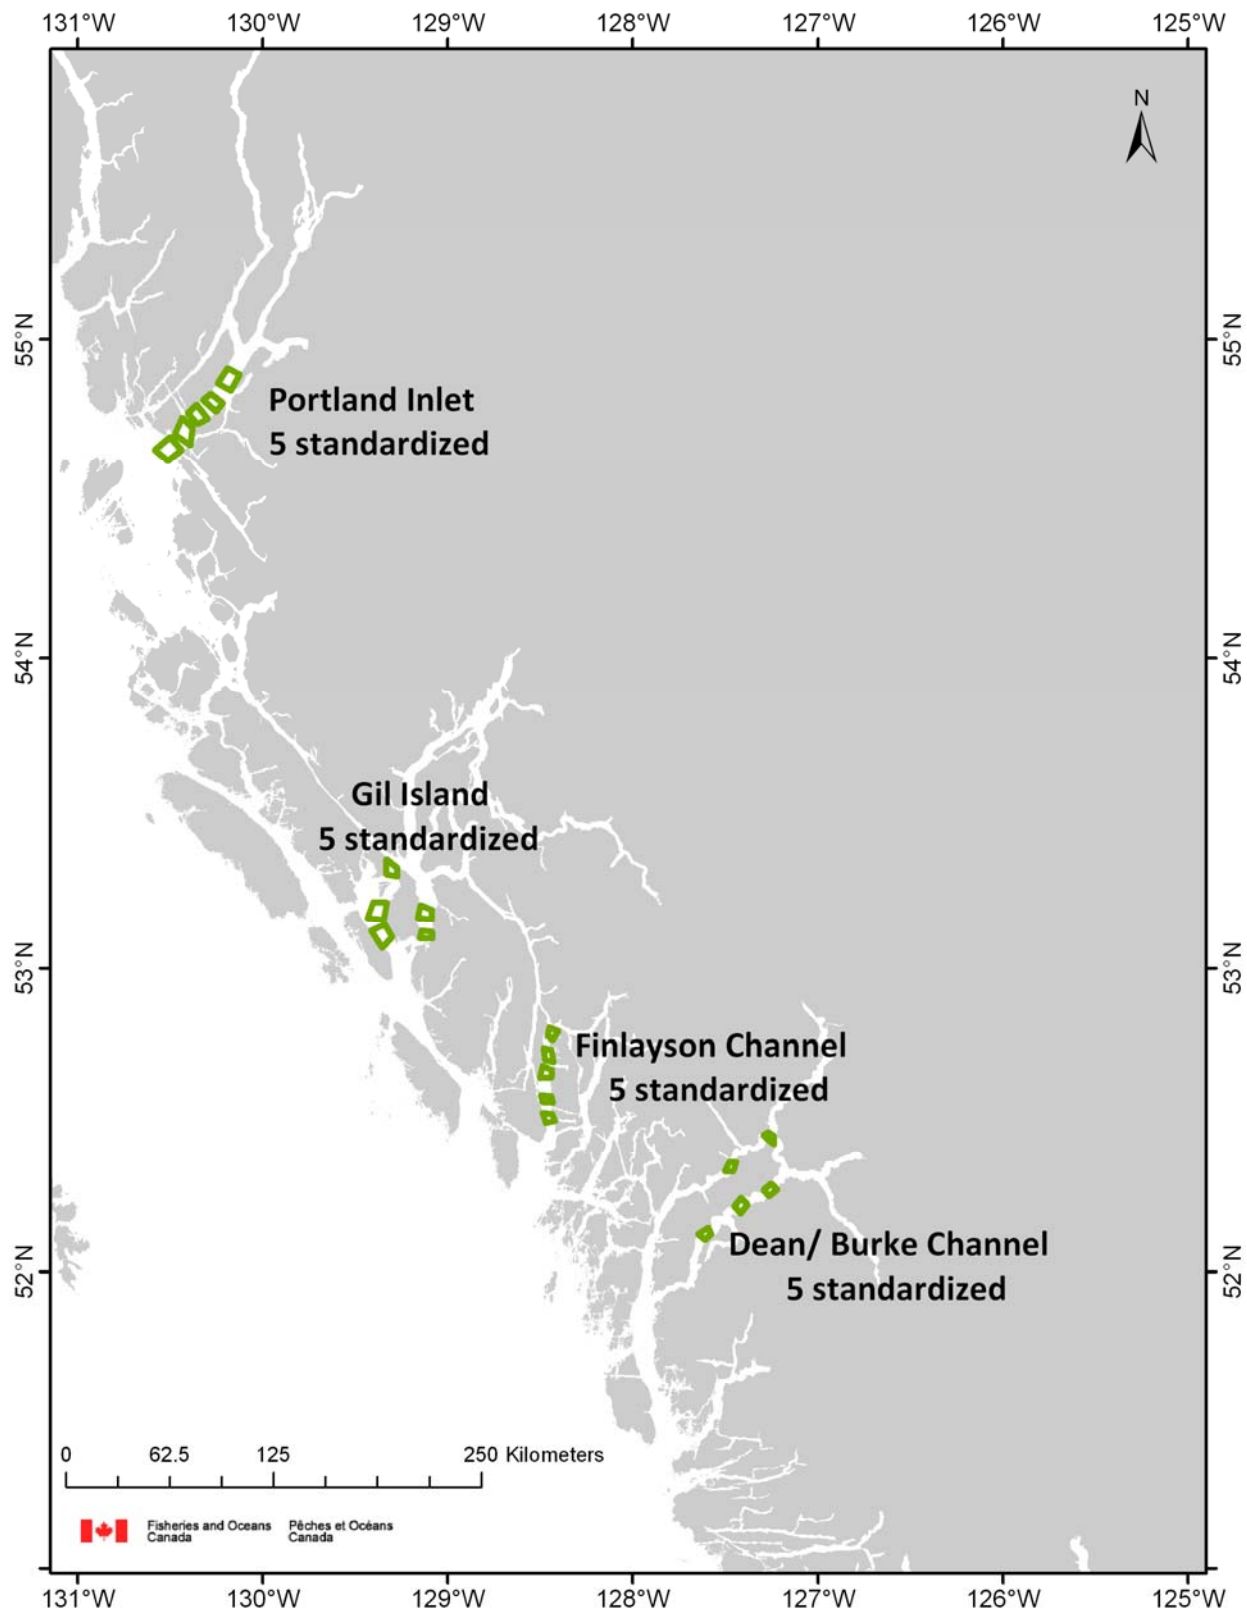 131°W 130°W 129°W 128°W 127°W 126°W 125°W
N
55°N 55°N
Portland Inlet
5 standardized
54°N 54°N
Gil Island
5 standardized
53°N 53°N
Finlayson Channel
5 standardized
Dean/ Burke Channel
5 standardized
52°N 52°N
0 62.5 125 250 Kilometers
Fisheries and Oceans Pêches et Océans
Canada Canada
131°W 130°W 129°W 128°W 127°W 126°W 125°W